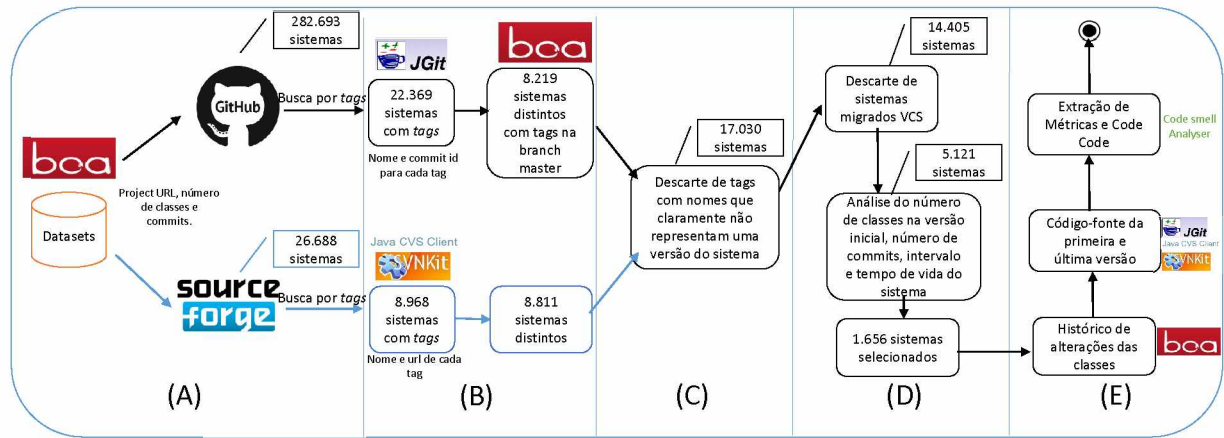 282.693
sistemas
GitHub
Busca por tags
boa
Project URL, número
de classes e
commits.
Datasets
26.688
sistemas
source
forge
Busca por tags
(A)
JGit
22.369
sistemas
com tags
Nome e commit id
para cada tag
boa
8.219
sistemas
distintos
com tags na
branch
master
Java CVS Client
SVNKit
8.968
sistemas
com tags
Nome e url de cada
tag
8.811
sistemas
distintos
(B)
17.030
sistemas
Descarte de tags
com nomes que
claramente não
representam uma
versão do sistema
(C)
14.405
sistemas
Descarte de
sistemas
migrados VCS
5.121
sistemas
Análise do número
de classes na versão
inicial, número de
commits, intervalo
e tempo de vida do
sistema
1.656 sistemas
selecionados
(D)
Extração de
Métricas e Code
Code
Code smell
Analyser
Código-fonte da
primeira e
última versão
JGit
Java CVS Client
SVNKit
Histórico de
alterações das
classes
boa
(E)